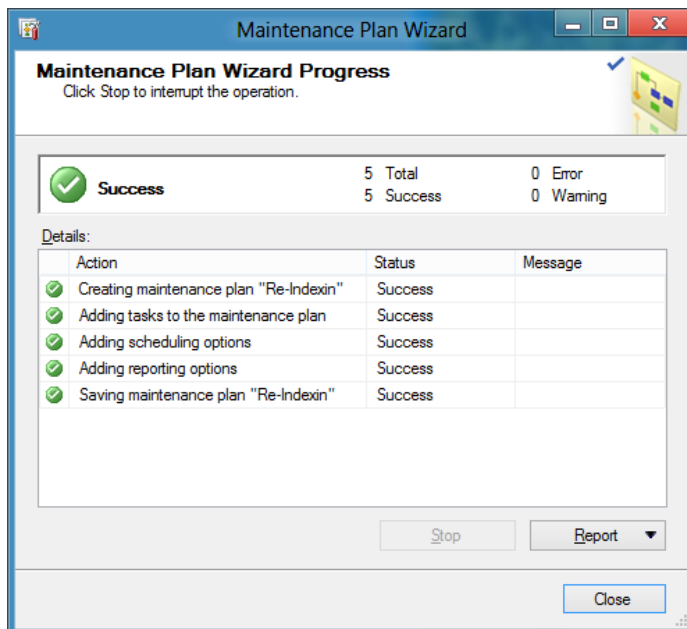 Maintenance Plan Wizard
Maintenance Plan Wizard Progress
Click Stop to interrupt the operation.
Success
5 Total 0 Error
5 Success 0 Warning
Details:
Action Status Message
Creating maintenance plan "Re-Indexin" Success
Adding tasks to the maintenance plan Success
Adding scheduling options Success
Adding reporting options Success
Saving maintenance plan "Re-Indexin" Success
Stop Report
Close